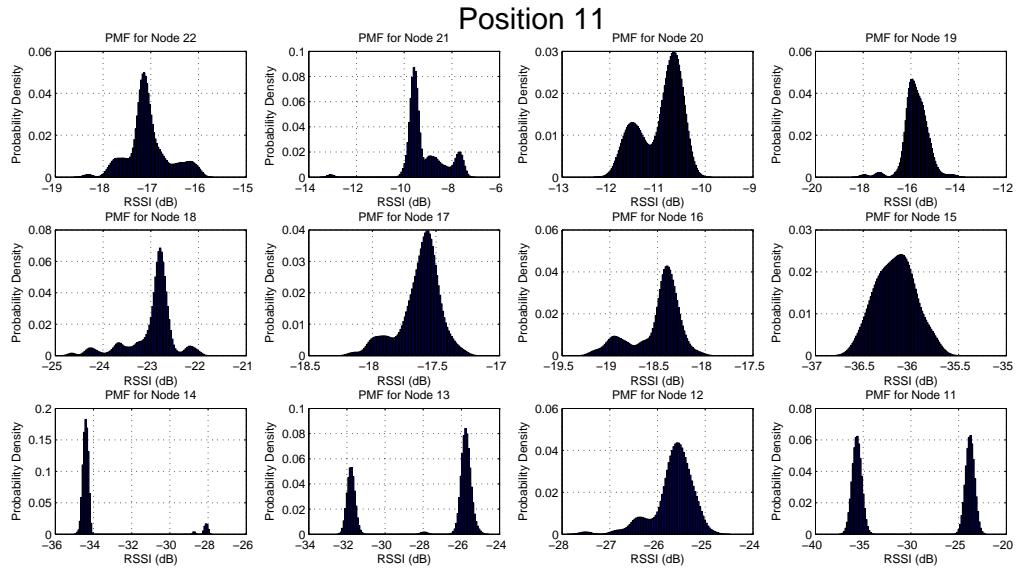 Position 11
PMF for Node 22 PMF for Node 21 PMF for Node 20 PMF for Node 19
0.06 0.1 0.03 0.06
0.08
0.04 0.06 0.02 0.04
0.04
0.02 0.01 0.02
0.02
0 0 0 0
Probability Density Probability Density Probability Density Probability Density
−19 −18 −17 −16 −15 −14 −12 −10 −8 −6 −13 −12 −11 −10 −9 −20 −18 −16 −14 −12
RSSI (dB) RSSI (dB) RSSI (dB) RSSI (dB)
PMF for Node 18 PMF for Node 17 PMF for Node 16 PMF for Node 15
0.08 0.04 0.06 0.03
0.06 0.03
0.04 0.02
0.04 0.02
0.02 0.01
0.02 0.01
0 0 0 0
Probability Density Probability Density Probability Density Probability Density
−25 −24 −23 −22 −21 −18.5 −18 −17.5 −17 −19.5 −19 −18.5 −18 −17.5 −37 −36.5 −36 −35.5 −35
RSSI (dB) RSSI (dB) RSSI (dB) RSSI (dB)
PMF for Node 14 PMF for Node 13 PMF for Node 12 PMF for Node 11
0.2 0.1 0.06 0.08
0.15 0.08 0.06
0.06 0.04
0.1 0.04
0.04 0.02
0.05 0.02 0.02
0 0 0 0
Probability Density Probability Density Probability Density Probability Density
−36 −34 −32 −30 −28 −26 −34 −32 −30 −28 −26 −24 −28 −27 −26 −25 −24 −40 −35 −30 −25 −20
RSSI (dB) RSSI (dB) RSSI (dB) RSSI (dB)